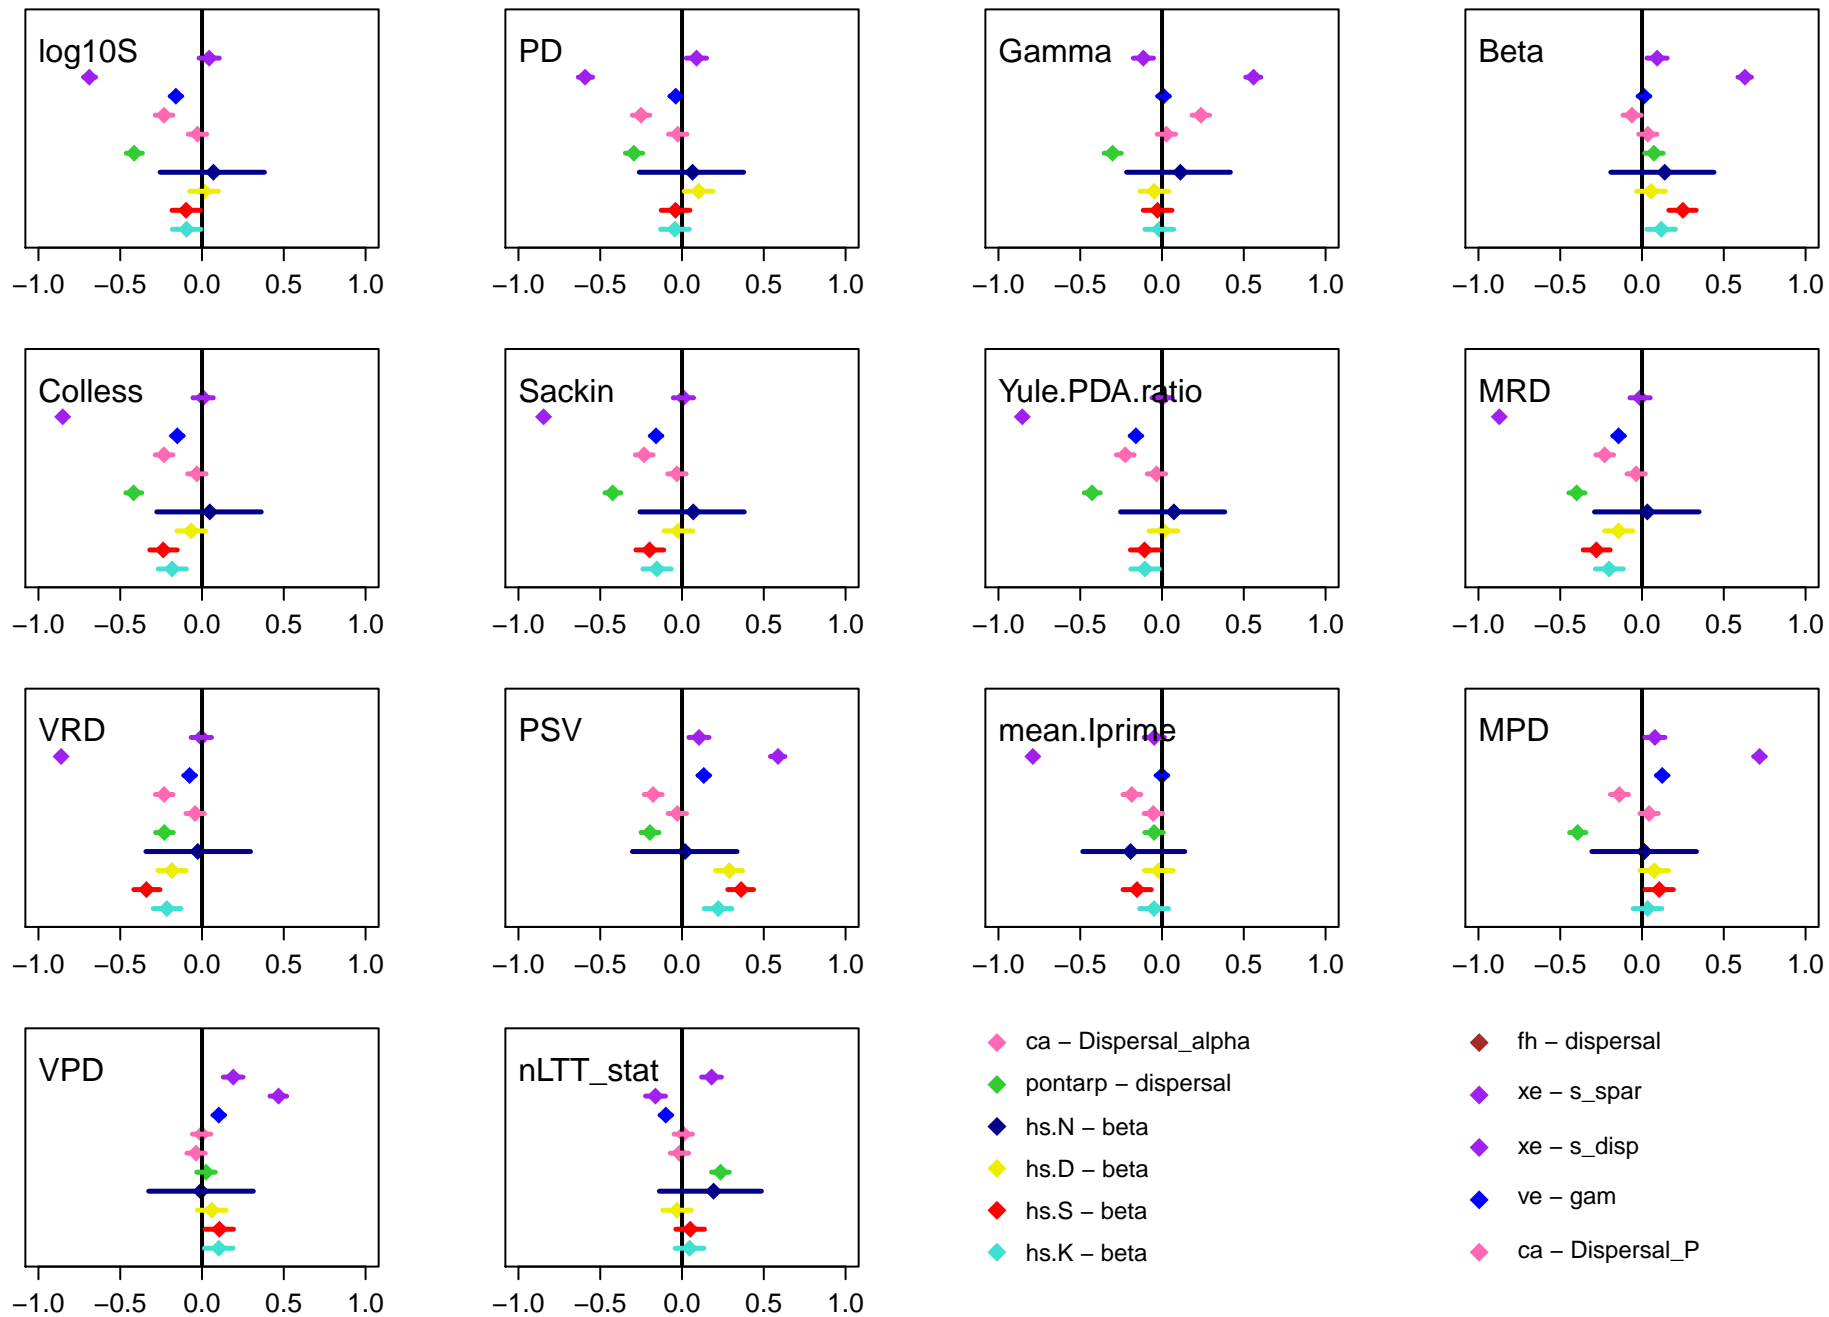 log10S
−1.0 −0.5 0.0 0.5 1.0
PD
−1.0 −0.5 0.0 0.5 1.0
Gamma
−1.0 −0.5 0.0 0.5 1.0
Beta
−1.0 −0.5 0.0 0.5 1.0
Colless
−1.0 −0.5 0.0 0.5 1.0
Sackin
−1.0 −0.5 0.0 0.5 1.0
Yule.PDA.ratio
−1.0 −0.5 0.0 0.5 1.0
MRD
−1.0 −0.5 0.0 0.5 1.0
VRD
−1.0 −0.5 0.0 0.5 1.0
PSV
−1.0 −0.5 0.0 0.5 1.0
mean.Iprime
−1.0 −0.5 0.0 0.5 1.0
MPD
−1.0 −0.5 0.0 0.5 1.0
VPD
−1.0 −0.5 0.0 0.5 1.0
nLTT_stat
−1.0 −0.5 0.0 0.5 1.0
ca − Dispersal_alpha
pontarp − dispersal
hs.N − beta
hs.D − beta
hs.S − beta
hs.K − beta
fh − dispersal
xe − s_spar
xe − s_disp
ve − gam
ca − Dispersal_P